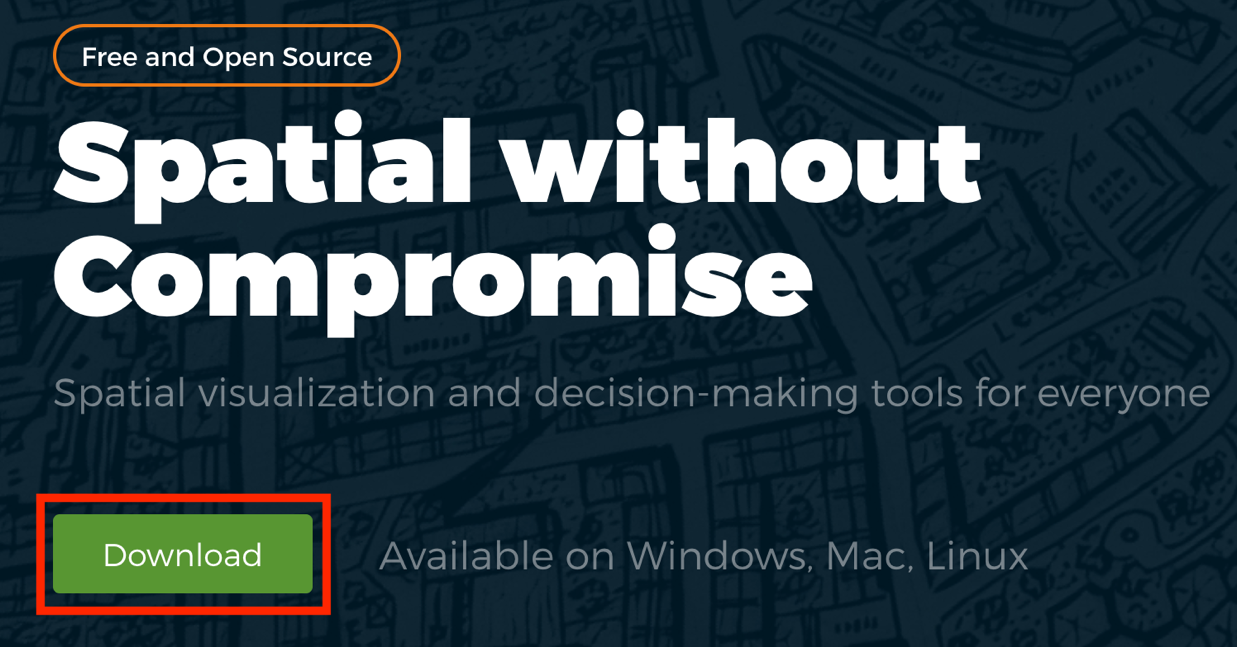 Free and Open Source
Spatial without
Compromise
Spatial visualization and decision-making tools for everyone
Download
Available on Windows, Mac, Linux